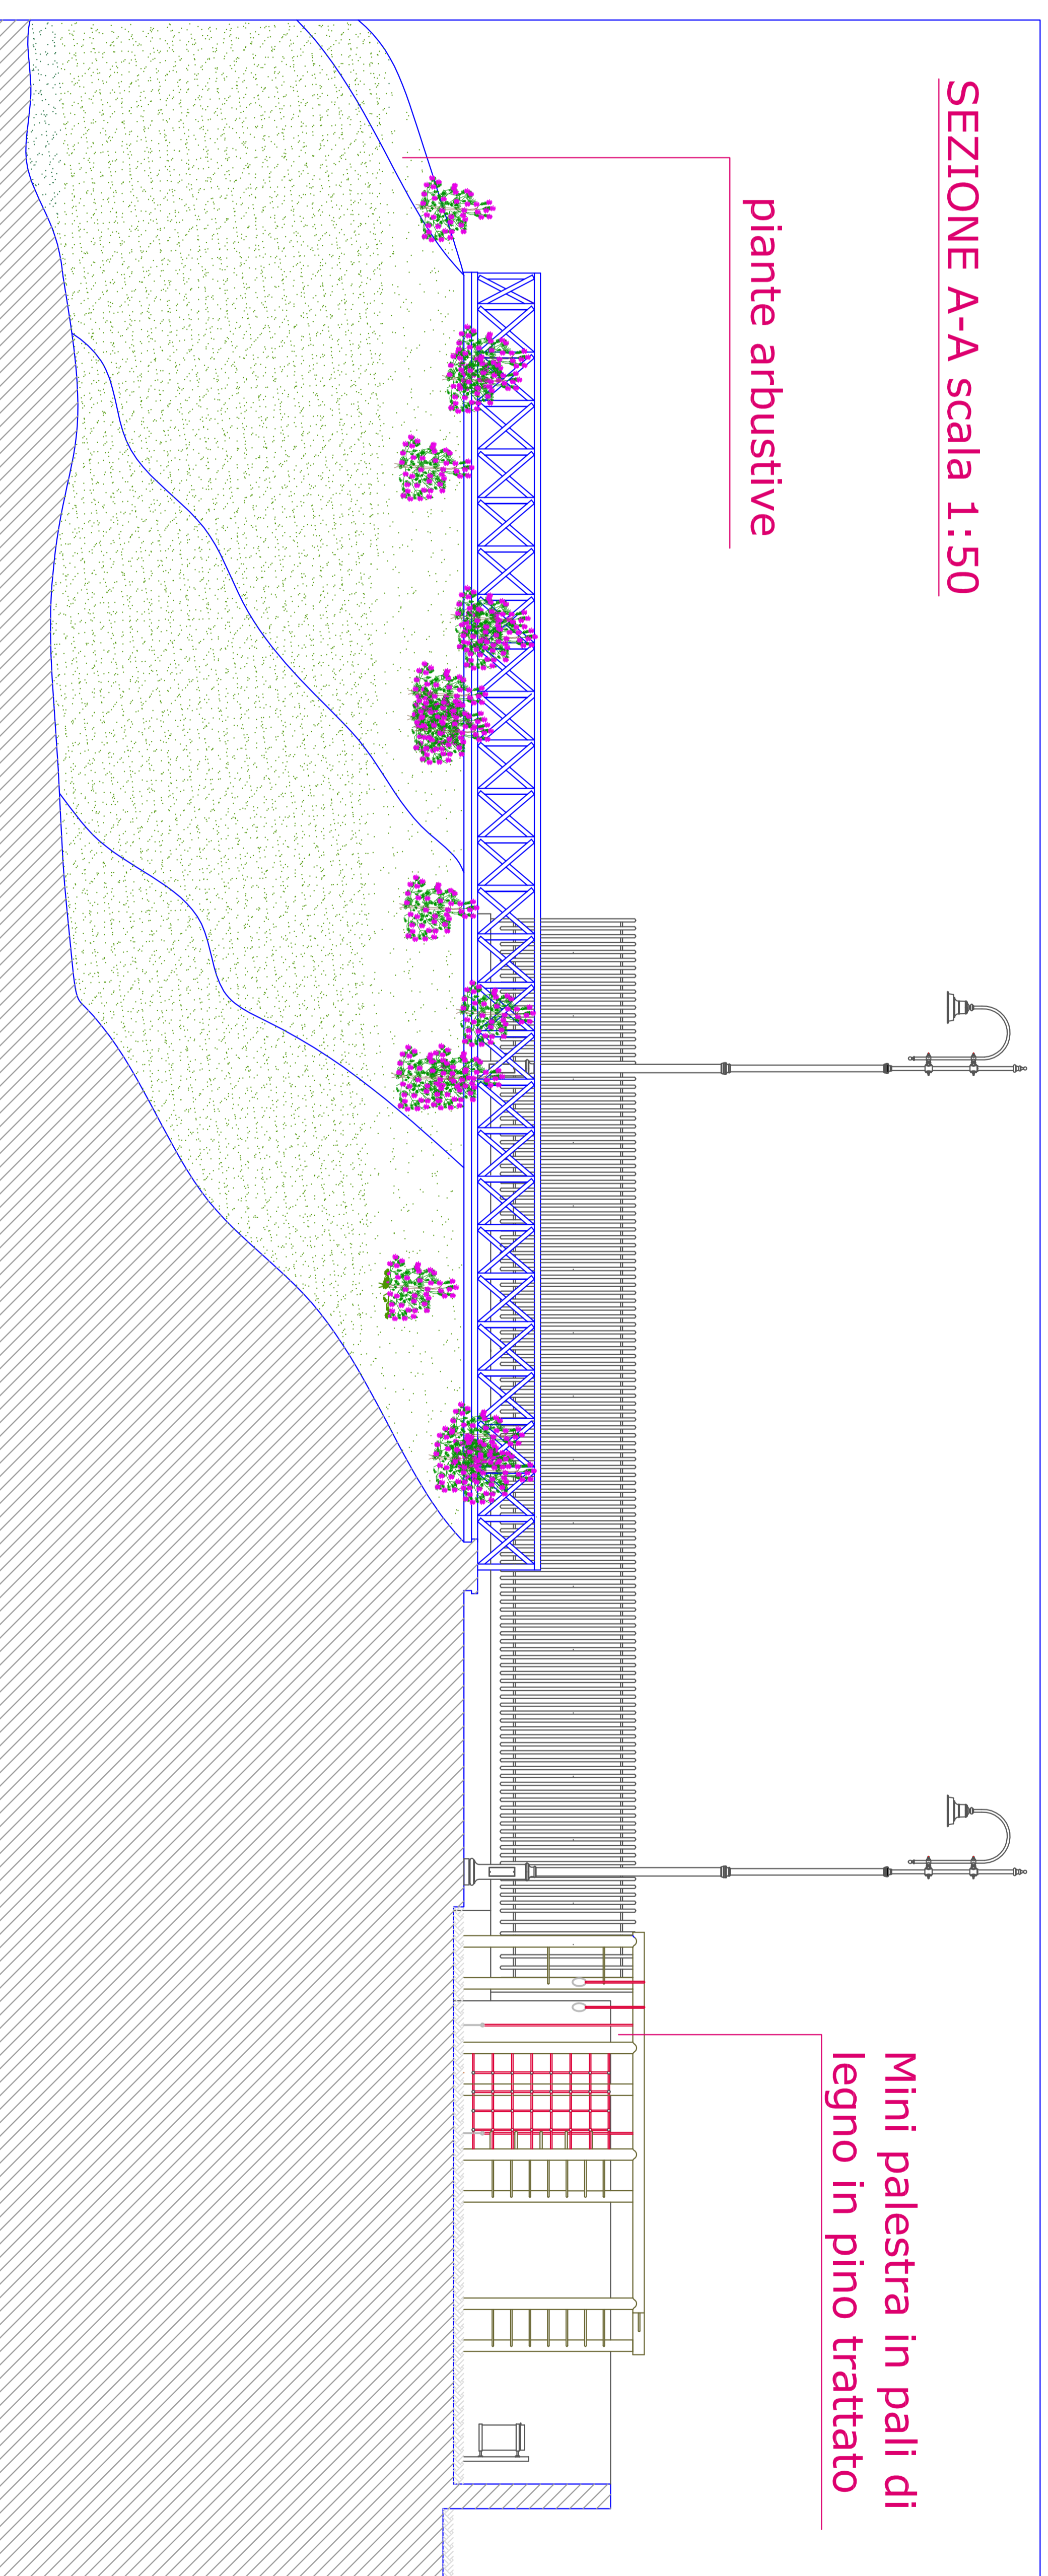 SEZIONE A-A scala 1:50
piante arbustive
Mini palestra in pali di
legno in pino trattato